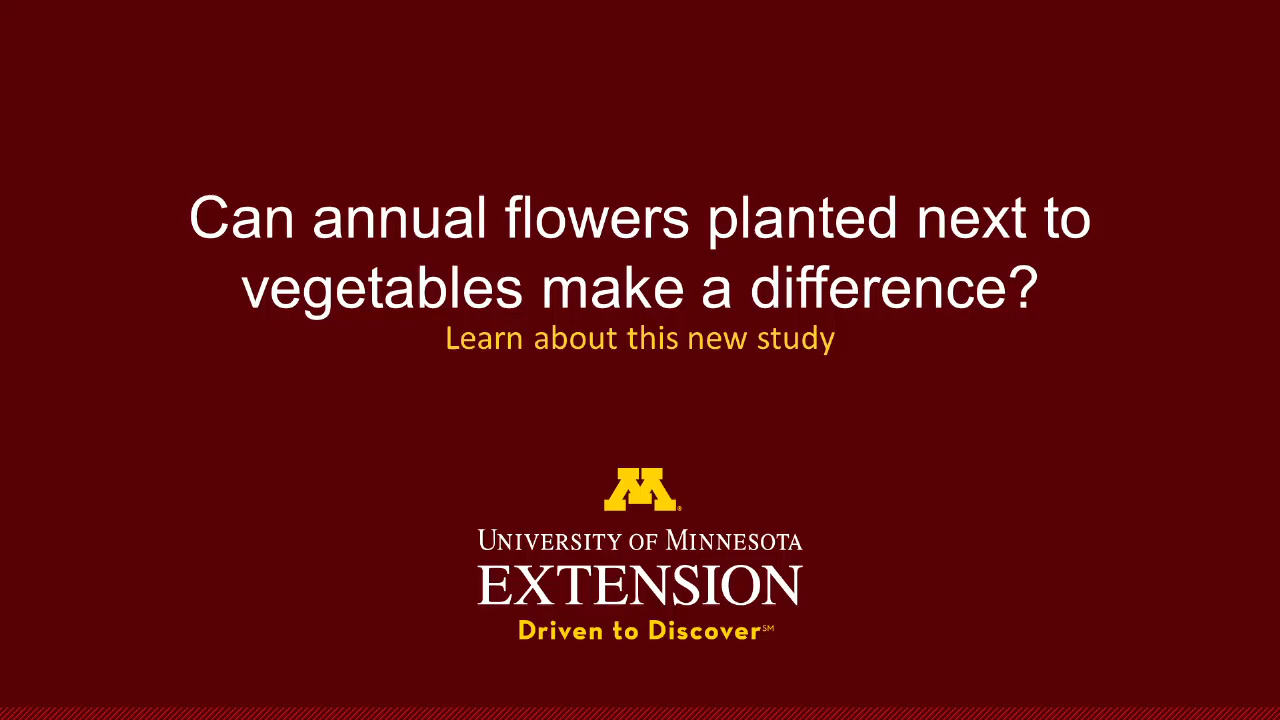 Can annual flowers planted next to
vegetables make a difference?
Learn about this new study
M®
UNIVERSITY OF MINNESOTA
EXTENSION
Driven to Discover℠